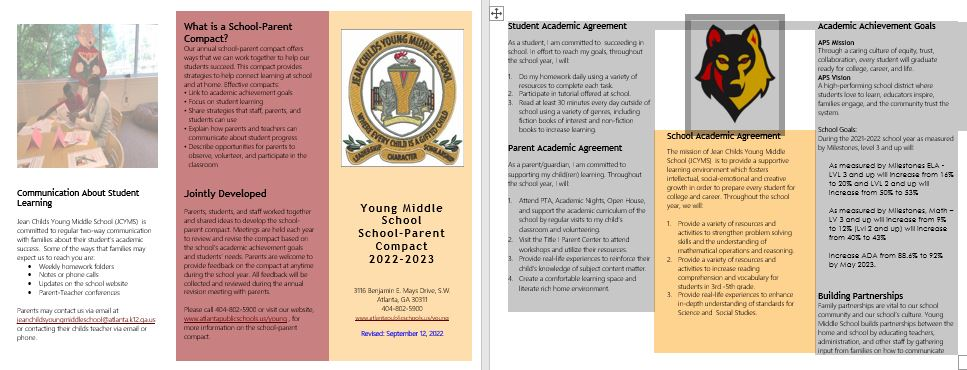 Communication About Student
Learning
Jean Childs Young Middle School (JCYMS) is
committed to regular two-way communication
with families about their student's academic
success. Some of the ways that families may
expect us to reach you are:
• Weekly homework folders
• Notes or phone calls
• Updates on the school website
• Parent-Teacher conferences
Parents may contact us via email at
jeanchildsyoungmiddleschool@atlanta.k12.ga.us
or contacting their childs teacher via email or
phone.
What is a School-Parent
Compact?
Our annual school-parent compact offers
ways that we can work together to help our
students succeed. This compact provides
strategies to help connect learning at school
and at home. Effective compacts:
• Link to academic achievement goals
• Focus on student learning
• Share strategies that staff, parents, and
students can use
• Explain how parents and teachers can
communicate about student progress
• Describe opportunities for parents to
observe, volunteer, and participate in the
classroom
Jointly Developed
Parents, students, and staff worked together
and shared ideas to develop the school-
parent compact. Meetings are held each year
to review and revise the compact based on
the school's academic achievement goals
and students' needs. Parents are welcome to
provide feedback on the compact at anytime
during the school year. All feedback will be
collected and reviewed during the annual
revision meeting with parents.
Please call 404-802-5900 or visit our website,
www.atlantapublicschools.us/young , for
more information on the school-parent
compact.
JEAN CHILDS YOUNG MIDDLE SCHOOL
WHERE EVERY CHILD IS A GIFTED CHILD
LEADERSHIP
CHARACTER
SCHOLARSHIP
Young Middle
School
School-Parent
Compact
2022-2023
3116 Benjamin E. Mays Drive, S.W.
Atlanta, GA 30311
404-802-5900
www.atlantapublicschools.us/young
Revised: September 12, 2022
Student Academic Agreement
As a student, I am committed to succeeding in
school. In effort to reach my goals, throughout
the school year, I will:
1. Do my homework daily using a variety of
resources to complete each task.
2. Participate in tutorial offered at school.
3. Read at least 30 minutes every day outside of
school using a variety of genres, including
fiction books of interest and non-fiction
books to increase learning.
Parent Academic Agreement
As a parent/guardian, I am committed to
supporting my child(ren) learning. Throughout
the school year, I will:
1. Attend PTA, Academic Nights, Open House,
and support the academic curriculum of the
school by regular visits to my child's
classroom and volunteering.
2. Visit the Title I Parent Center to attend
workshops and utilize their resources.
3. Provide real-life experiences to reinforce their
child's knowledge of subject content matter.
4. Create a comfortable learning space and
literate rich home environment.
School Academic Agreement
The mission of Jean Childs Young Middle
School (JCYMS) is to provide a supportive
learning environment which fosters
intellectual, social-emotional and creative
growth in order to prepare every student for
college and career. Throughout the school
year, we will:
1. Provide a variety of resources and
activities to strengthen problem solving
skills and the understanding of
mathematical operations and reasoning.
2. Provide a variety of resources and
activities to increase reading
comprehension and vocabulary for
students in 3rd -5th grade.
3. Provide real-life experiences to enhance
in-depth understanding of standards for
Science and Social Studies.
Academic Achievement Goals
APS Mission
Through a caring culture of equity, trust,
collaboration, every student will graduate
ready for college, career, and life.
APS Vision
A high-performing school district where
students love to learn, educators inspire,
families engage, and the community trust the
system.
School Goals:
During the 2021-2022 school year as measured
by Milestones, level 3 and up will:
As measured by Milestones ELA -
LVL 3 and up will increase from 16%
to 20% and LVL 2 and up will
increase from 50% to 53%
As measured by Milestones, Math –
LV 3 and up will increase from 9%
to 12% (Lvl 2 and up) will increase
from 40% to 43%
Increase ADA from 88.6% to 92%
by May 2023.
Building Partnerships
Family partnerships are vital to our school
community and our school's culture. Young
Middle School builds partnerships between the
home and school by educating teachers,
administration, and other staff by gathering
input from families on how to communicate